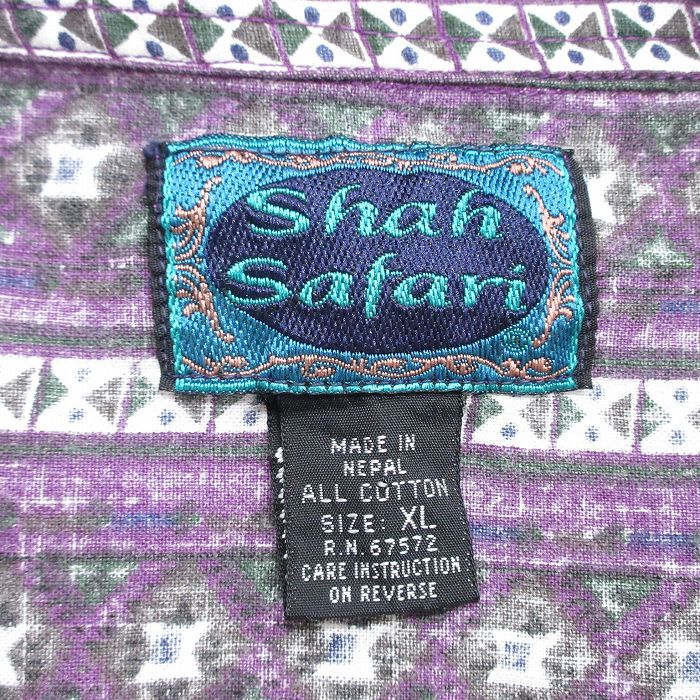 Shah
Safari
®
MADE IN
NEPAL
ALL COTTON
SIZE: XL
R.N. 67572
CARE INSTRUCTION
ON REVERSE